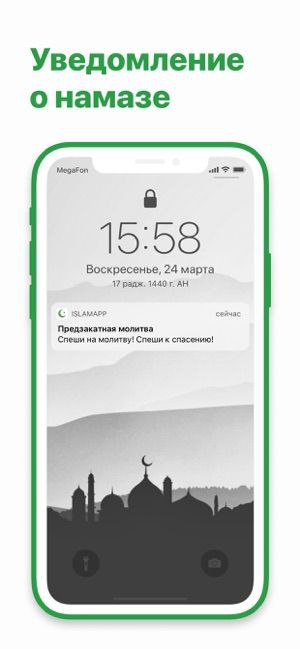 Уведомление
о намазе
MegaFon
15:58
Воскресенье, 24 марта
17 радж. 1440 г. АН
ISLAMAPP сейчас
Предзакатная молитва
Спеши на молитву! Спеши к спасению!